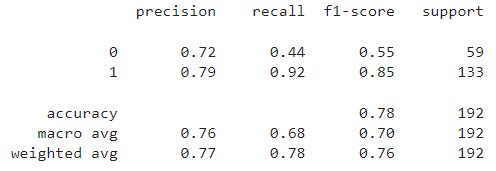 precision recall f1-score support
0 0.72 0.44 0.55 59
1 0.79 0.92 0.85 133
accuracy 0.78 192
macro avg 0.76 0.68 0.70 192
weighted avg 0.77 0.78 0.76 192